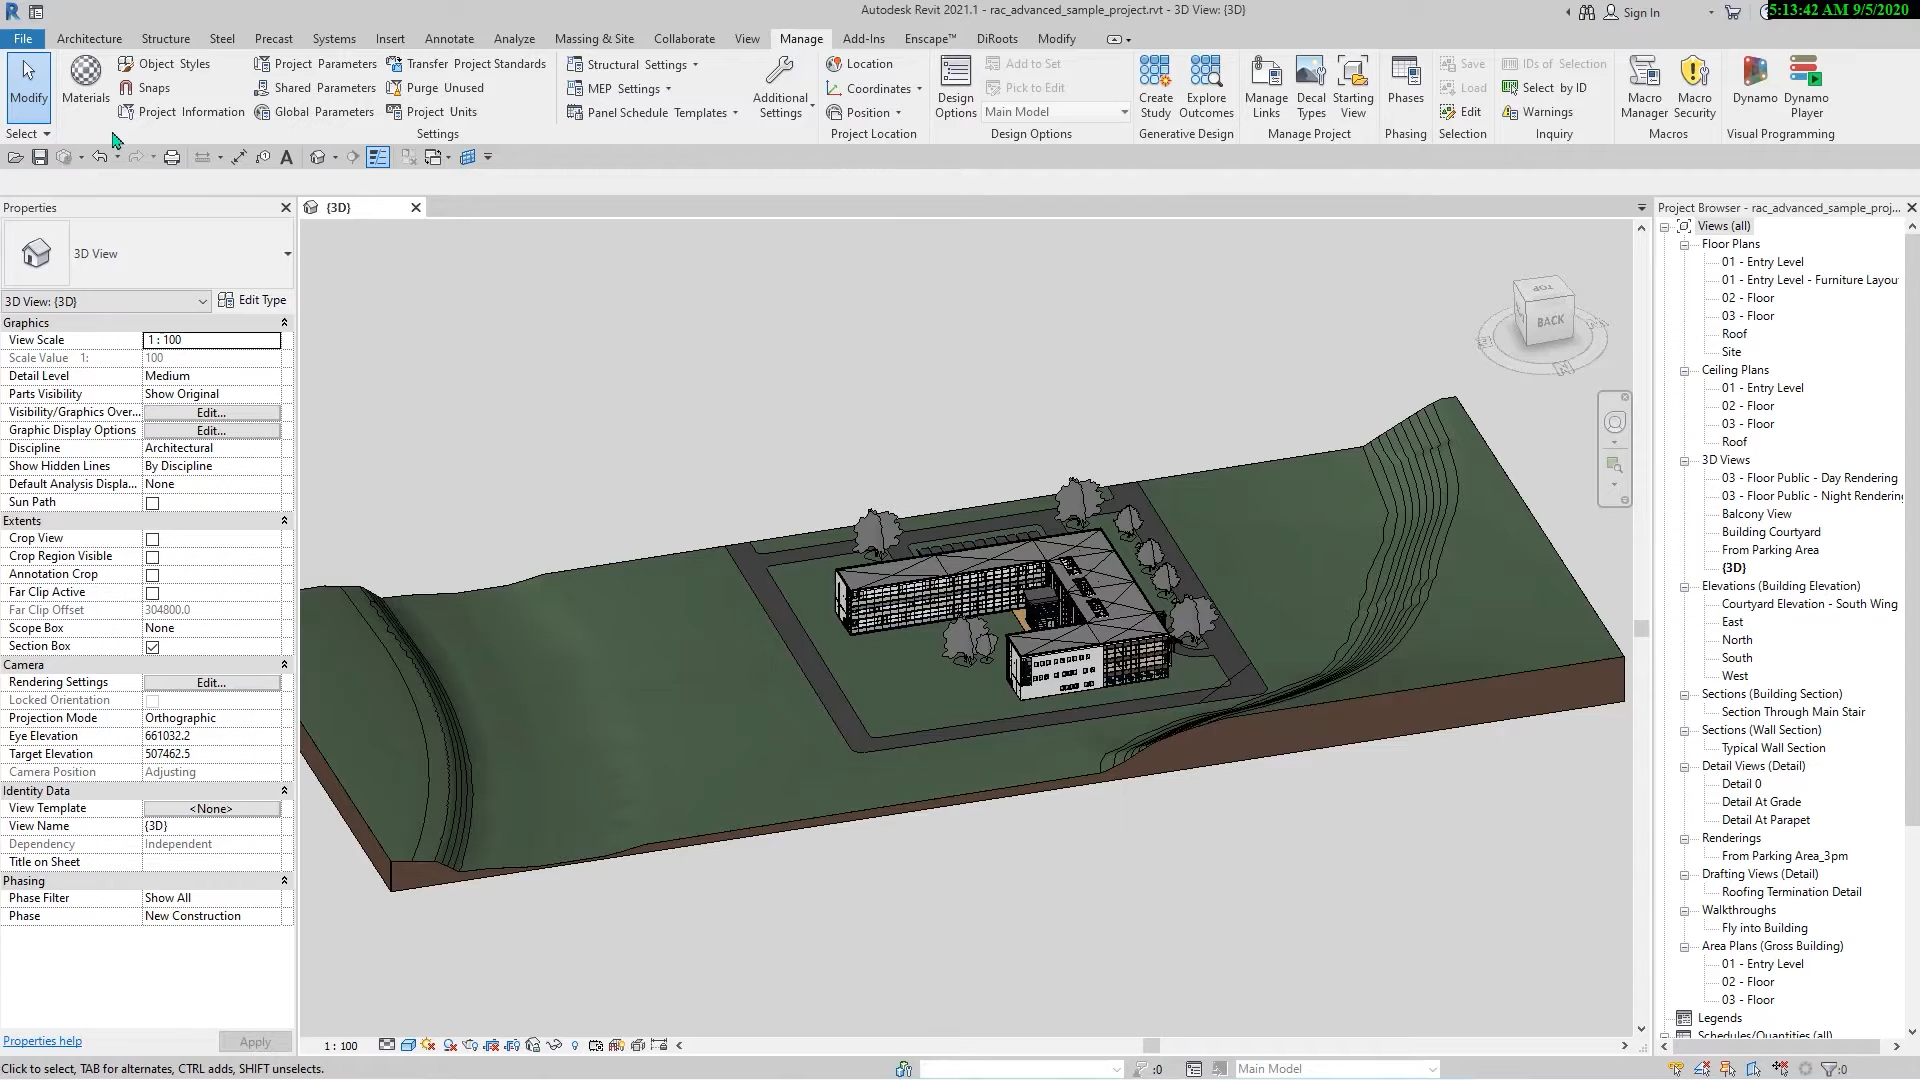 Autodesk Revit 2021.1 - rac_advanced_sample_project.rvt - 3D View: {3D}
Sign In
5:13:42 AM 9/5/2020
File Architecture Structure Steel Precast Systems Insert Annotate Analyze Massing & Site Collaborate View Manage Add-Ins Enscape™ DiRoots Modify
Modify
Select
Materials
Object Styles
Snaps
Project Information
Project Parameters
Shared Parameters
Global Parameters
Transfer Project Standards
Purge Unused
Project Units
Settings
Structural Settings
MEP Settings
Panel Schedule Templates
Additional
Settings
Location
Coordinates
Position
Project Location
Design
Options
Add to Set
Pick to Edit
Main Model
Design Options
Create
Study
Explore
Outcomes
Generative Design
Manage
Links
Decal
Types
Starting
View
Manage Project
Phases
Phasing
Save
Load
Edit
Selection
IDs of Selection
Select by ID
Warnings
Inquiry
Macro
Manager
Macro
Security
Macros
Dynamo
Dynamo
Player
Visual Programming
Properties
3D View
3D View: {3D}
Edit Type
Graphics
View Scale 1 : 100
Scale Value 1: 100
Detail Level Medium
Parts Visibility Show Original
Visibility/Graphics Over... Edit...
Graphic Display Options Edit...
Discipline Architectural
Show Hidden Lines By Discipline
Default Analysis Displa... None
Sun Path
Extents
Crop View
Crop Region Visible
Annotation Crop
Far Clip Active
Far Clip Offset 304800.0
Scope Box None
Section Box
Camera
Rendering Settings Edit...
Locked Orientation
Projection Mode Orthographic
Eye Elevation 661032.2
Target Elevation 507462.5
Camera Position Adjusting
Identity Data
View Template <None>
View Name {3D}
Dependency Independent
Title on Sheet
Phasing
Phase Filter Show All
Phase New Construction
Properties help
Apply
{3D}
TOP
BACK
N
Project Browser - rac_advanced_sample_proj...
Views (all)
Floor Plans
01 - Entry Level
01 - Entry Level - Furniture Layou
02 - Floor
03 - Floor
Roof
Site
Ceiling Plans
01 - Entry Level
02 - Floor
03 - Floor
Roof
3D Views
03 - Floor Public - Day Rendering
03 - Floor Public - Night Rendering
Balcony View
Building Courtyard
From Parking Area
{3D}
Elevations (Building Elevation)
Courtyard Elevation - South Wing
East
North
South
West
Sections (Building Section)
Section Through Main Stair
Sections (Wall Section)
Typical Wall Section
Detail Views (Detail)
Detail 0
Detail At Grade
Detail At Parapet
Renderings
From Parking Area_3pm
Drafting Views (Detail)
Roofing Termination Detail
Walkthroughs
Fly into Building
Area Plans (Gross Building)
01 - Entry Level
02 - Floor
03 - Floor
Legends
Schedules/Quantities (all)
1 : 100
Click to select, TAB for alternates, CTRL adds, SHIFT unselects.
:0
Main Model
:0